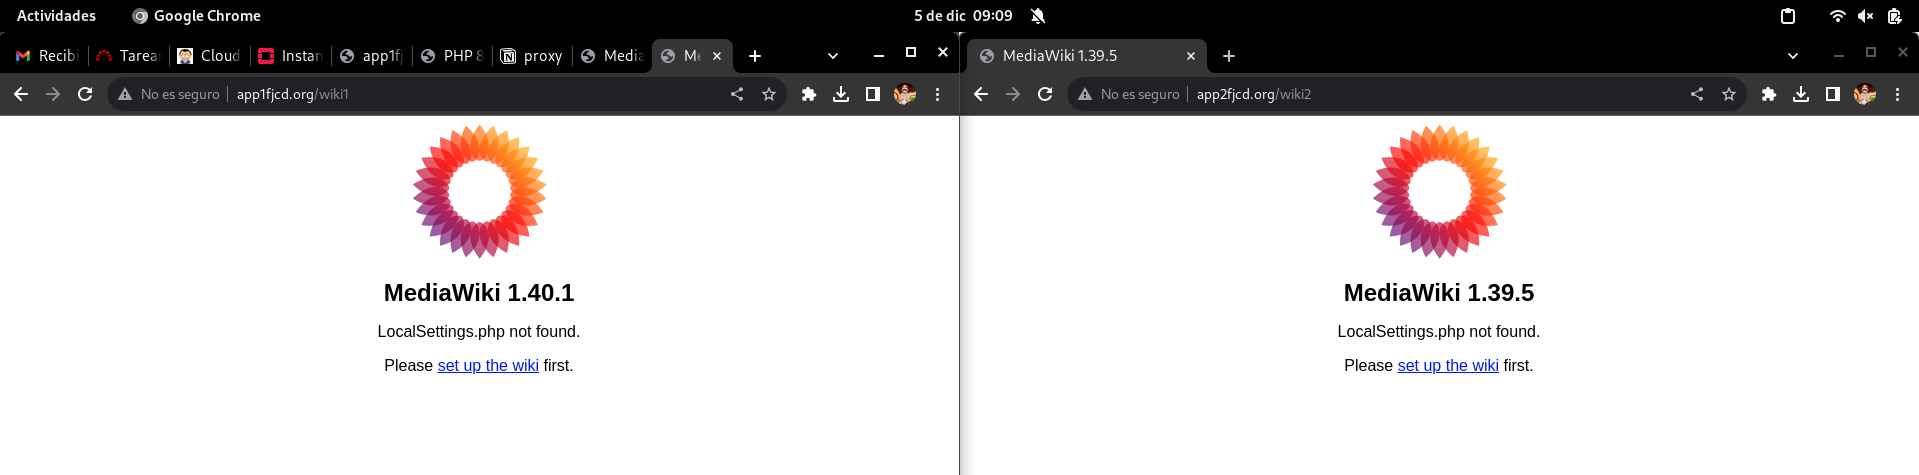 Actividades Google Chrome 5 de dic 09:09
Recibi Tareas Cloud Instan app1fj PHP 8 proxy Media Me
No es seguro app1fjcd.org/wiki1
MediaWiki 1.40.1
LocalSettings.php not found.
Please set up the wiki first.
MediaWiki 1.39.5
No es seguro app2fjcd.org/wiki2
MediaWiki 1.39.5
LocalSettings.php not found.
Please set up the wiki first.